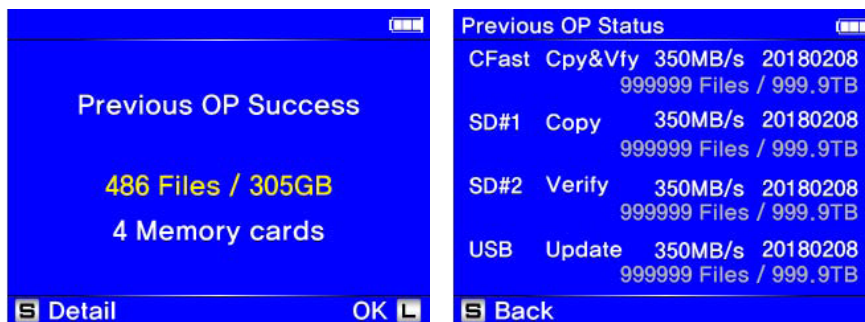 Previous OP Success
486 Files / 305GB
4 Memory cards
S Detail OK L
Previous OP Status
CFast Cpy&Vfy 350MB/s 20180208
999999 Files / 999.9TB
SD#1 Copy 350MB/s 20180208
999999 Files / 999.9TB
SD#2 Verify 350MB/s 20180208
999999 Files / 999.9TB
USB Update 350MB/s 20180208
999999 Files / 999.9TB
S Back